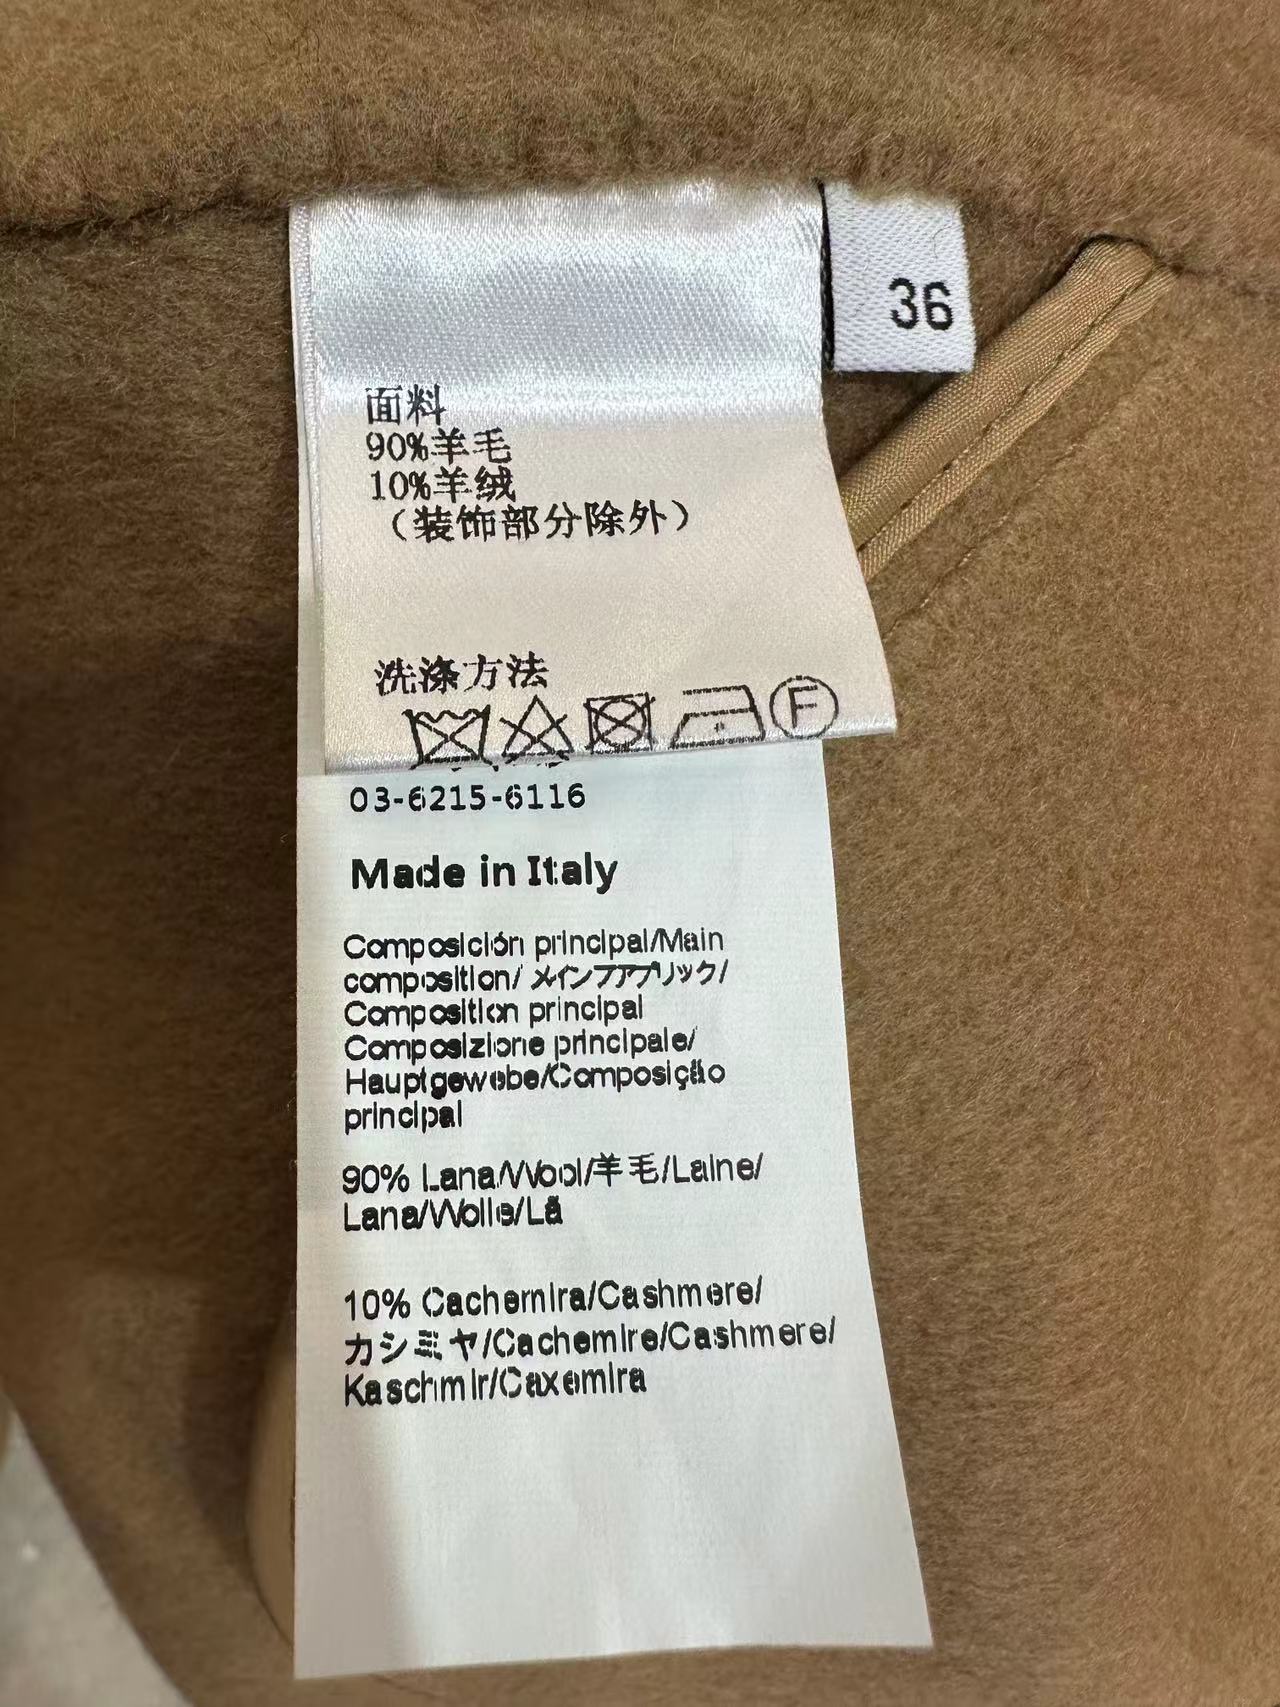 36
面料
90%羊毛
10%羊绒
（装饰部分除外）
洗涤方法
F
03-6215-6116
Made in Italy
Composición principal/Main
composition/メインファブリック/
Composition principal
Composizione principale/
Hauptgewebe/Composição
principal
90% Lana/Wool/羊毛/Laine/
Lana/Wolle/Lã
10% Cachemira/Cashmere/
カシミヤ/Cachemire/Cashmere/
Kaschmir/Caxemira